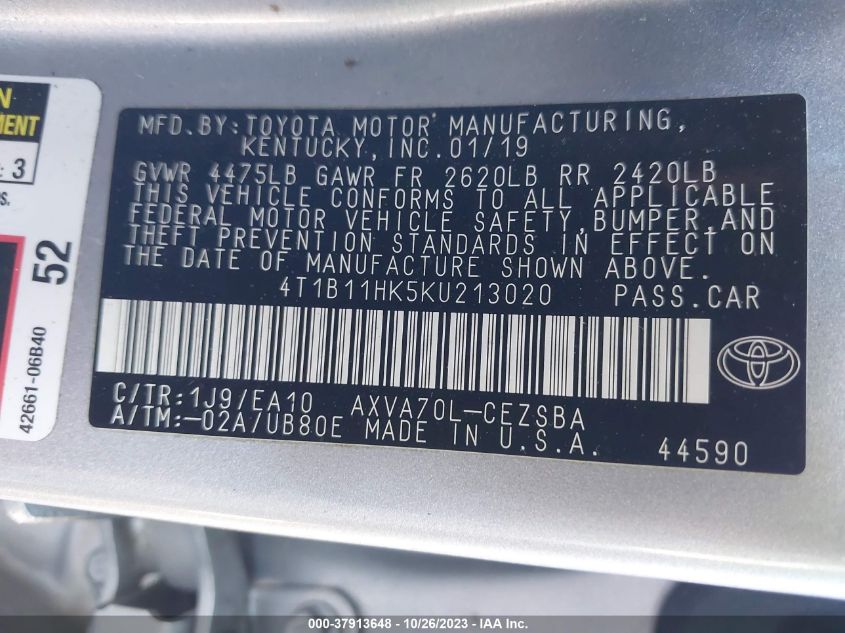 N
MENT
: 3
s.
52
42661-06B40
MFD.BY:TOYOTA MOTOR MANUFACTURING,
KENTUCKY,INC.01/19
GVWR 4475LB GAWR FR 2620LB RR 2420LB
THIS VEHICLE CONFORMS TO ALL APPLICABLE
FEDERAL MOTOR VEHICLE SAFETY,BUMPER,AND
THEFT PREVENTION STANDARDS IN EFFECT ON
THE DATE OF MANUFACTURE SHOWN ABOVE.
4T1B11HK5KU213020 PASS.CAR
C/TR:1J9/EA10 AXVA70L-CEZSBA
A/TM:-02A/UB80E MADE IN U.S.A. 44590
000-37913648 - 10/26/2023 - IAA Inc.